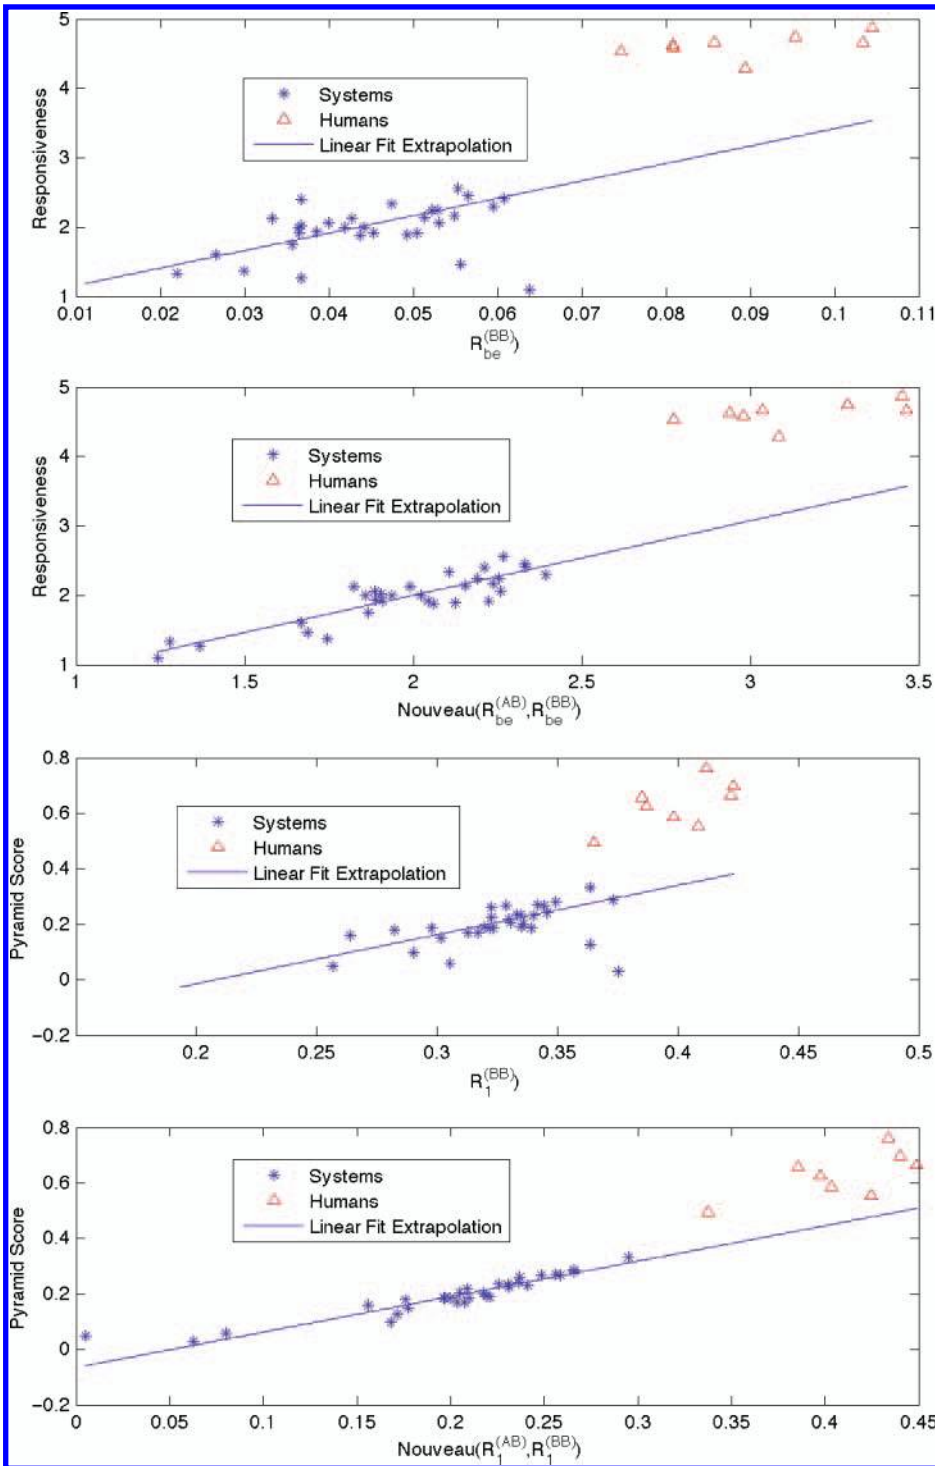 5
4
3
2
1
Responsiveness
Systems
Humans
Linear Fit Extrapolation
0.01 0.02 0.03 0.04 0.05 0.06 0.07 0.08 0.09 0.1 0.11
R_be^(BB))
5
4
3
2
1
Responsiveness
Systems
Humans
Linear Fit Extrapolation
1 1.5 2 2.5 3 3.5
Nouveau(R_be^(AB),R_be^(BB))
0.8
0.6
0.4
0.2
0
−0.2
Pyramid Score
Systems
Humans
Linear Fit Extrapolation
0.2 0.25 0.3 0.35 0.4 0.45 0.5
R_1^(BB))
0.8
0.6
0.4
0.2
0
−0.2
Pyramid Score
Systems
Humans
Linear Fit Extrapolation
0 0.05 0.1 0.15 0.2 0.25 0.3 0.35 0.4 0.45
Nouveau(R_1^(AB),R_1^(BB))